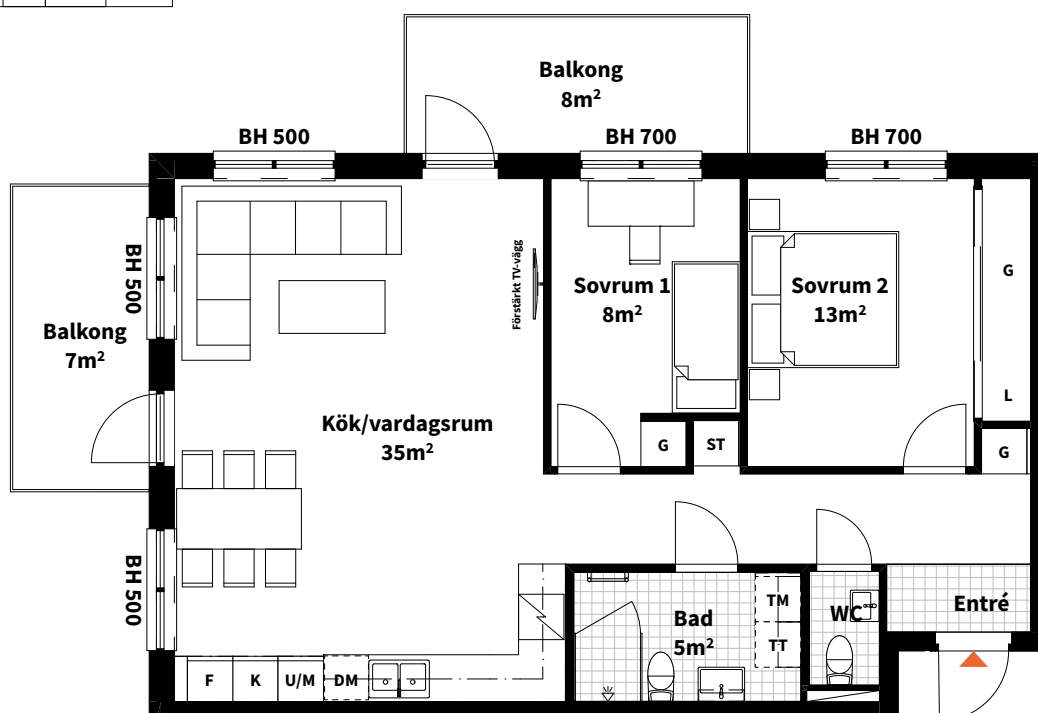 Balkong
8m²
BH 500
BH 700
BH 700
BH 500
Förstärkt TV-vägg
Sovrum 1
8m²
Sovrum 2
13m²
G
Balkong
7m²
L
Kök/vardagsrum
35m²
G
ST
G
BH 500
TM
Bad
5m²
TT
WC
Entré
F
K
U/M
DM